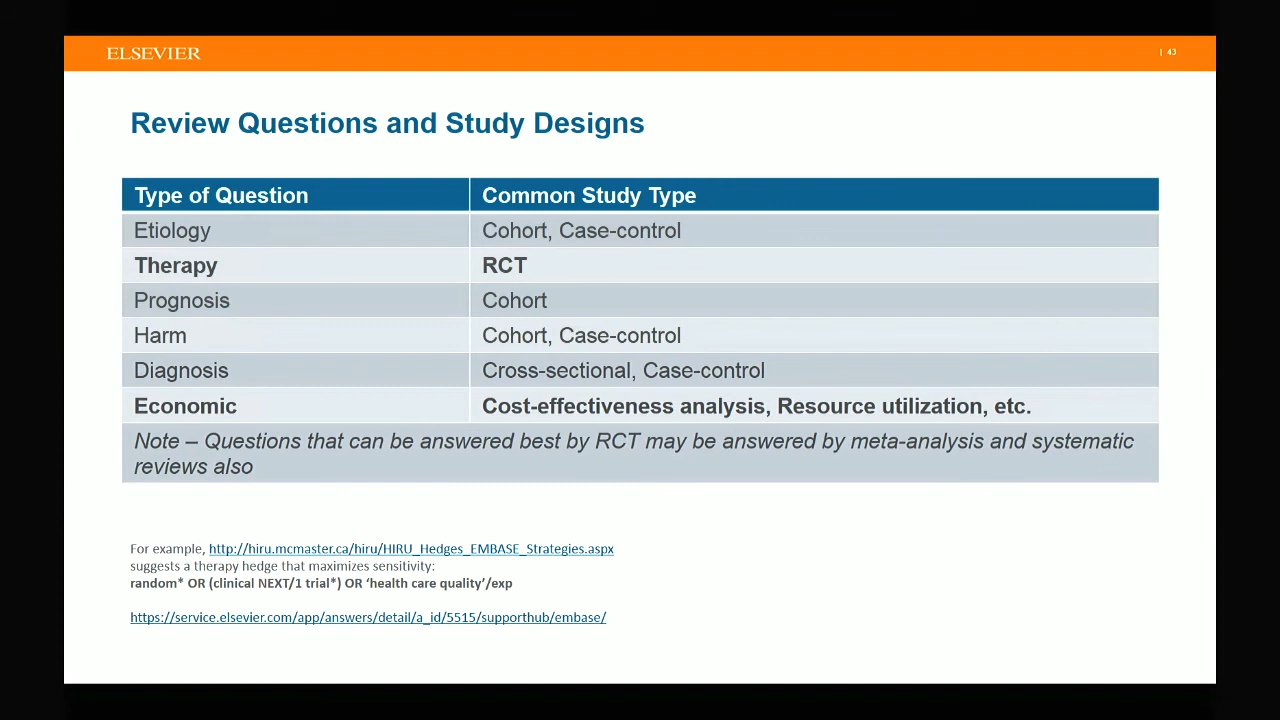 ELSEVIER
| 43
Review Questions and Study Designs
Type of Question Common Study Type
Etiology Cohort, Case-control
Therapy RCT
Prognosis Cohort
Harm Cohort, Case-control
Diagnosis Cross-sectional, Case-control
Economic Cost-effectiveness analysis, Resource utilization, etc.
Note – Questions that can be answered best by RCT may be answered by meta-analysis and systematic
reviews also
For example, http://hiru.mcmaster.ca/hiru/HIRU_Hedges_EMBASE_Strategies.aspx
suggests a therapy hedge that maximizes sensitivity:
random* OR (clinical NEXT/1 trial*) OR ‘health care quality’/exp
https://service.elsevier.com/app/answers/detail/a_id/5515/supporthub/embase/